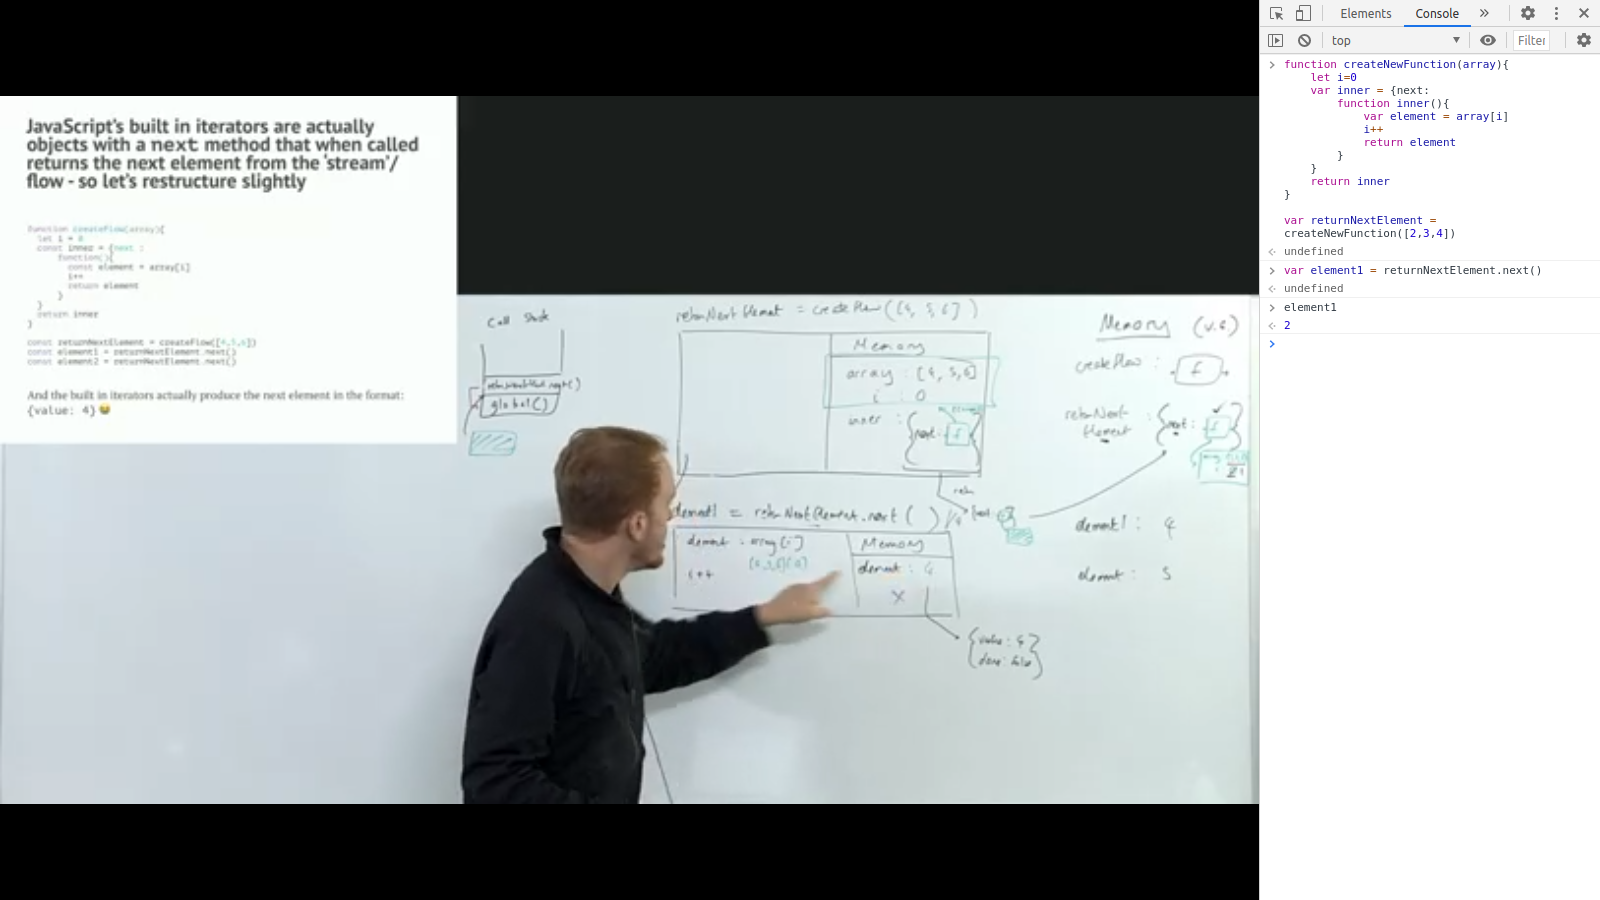 JavaScript's built in iterators are actually
objects with a next method that when called
returns the next element from the 'stream'/
flow - so let's restructure slightly
function createFlow(array){
let i = 0
const inner = {next :
function(){
const element = array[i]
i++
return element
}
}
return inner
}
const returnNextElement = createFlow([4,5,6])
const element1 = returnNextElement.next()
const element2 = returnNextElement.next()
And the built in iterators actually produce the next element in the format:
{value: 4}
Call Stack
returnNextElement.next()
global()
returnNextElement = createFlow([4, 5, 6])
Memory
array : [4, 5, 6]
i : 0
inner : { next: f }
element1 = returnNextElement.next ( )
element = array[i]
[4,5,6][0]
i++
Memory
element : 4
X
{value : 4
done: false}
Memory
createFlow : f
returnNext
Element : { next : f }
element1 : 4
element : 5
Elements
Console
»
top
Filter
function createNewFunction(array){
let i=0
var inner = {next:
function inner(){
var element = array[i]
i++
return element
}
}
return inner
}
var returnNextElement =
createNewFunction([2,3,4])
undefined
var element1 = returnNextElement.next()
undefined
element1
2